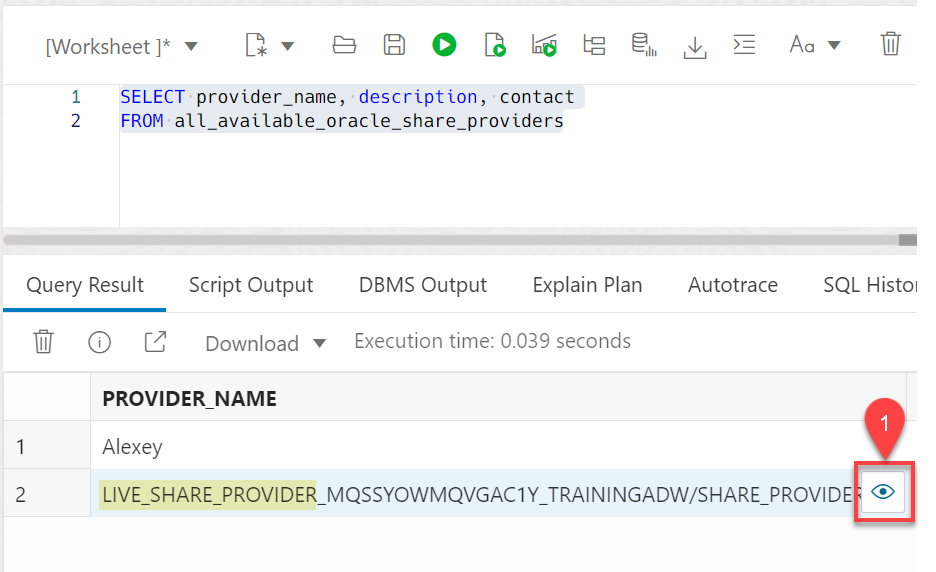 [Worksheet ]*
Aa
1 SELECT provider_name, description, contact
2 FROM all_available_oracle_share_providers
Query Result Script Output DBMS Output Explain Plan Autotrace SQL Histor
Download Execution time: 0.039 seconds
PROVIDER_NAME
1
1 Alexey
2 LIVE_SHARE_PROVIDER_MQSSYOWMQVGAC1Y_TRAININGADW/SHARE_PROVIDER